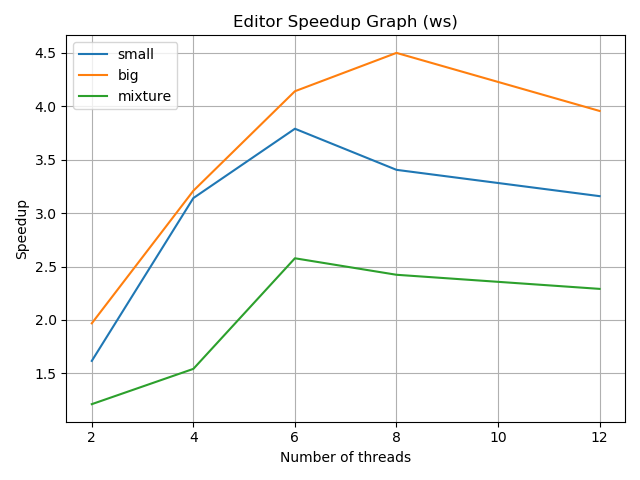 Editor Speedup Graph (ws)
small
big
mixture
4.5
4.0
3.5
3.0
2.5
2.0
1.5
Speedup
2 4 6 8 10 12
Number of threads